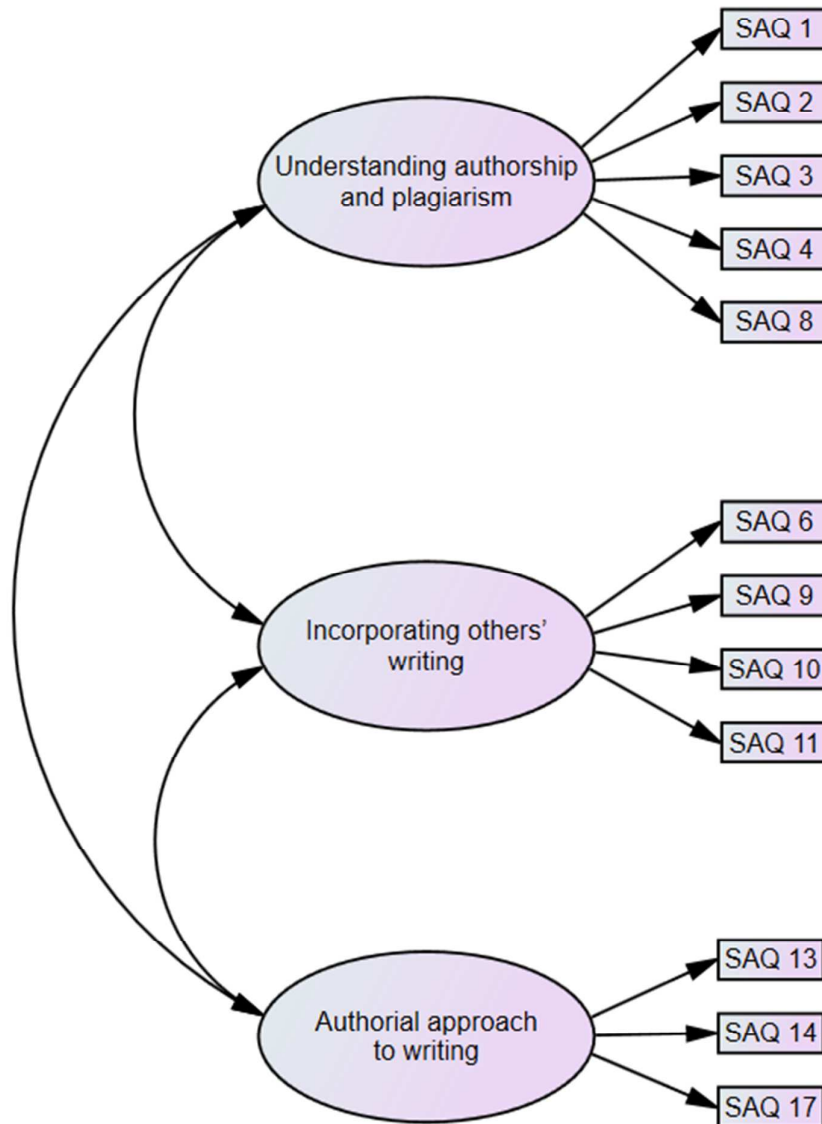 SAQ 1
SAQ 2
Understanding authorship
and plagiarism
SAQ 3
SAQ 4
SAQ 8
SAQ 6
SAQ 9
Incorporating others’
writing
SAQ 10
SAQ 11
SAQ 13
Authorial approach
to writing
SAQ 14
SAQ 17